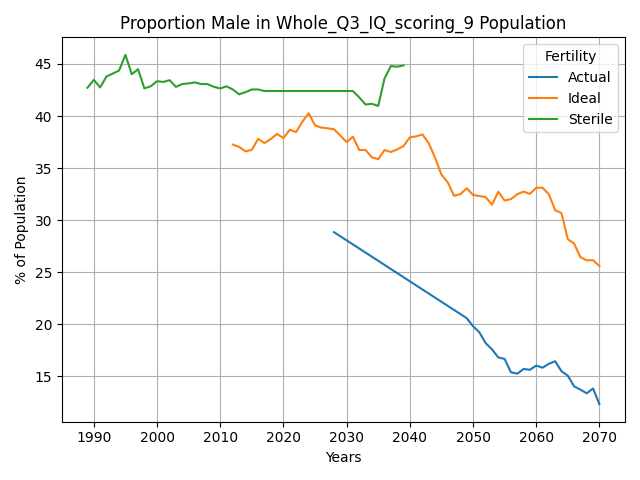 Proportion Male in Whole_Q3_IQ_scoring_9 Population
Fertility
Actual
Ideal
Sterile
% of Population
45
40
35
30
25
20
15
1990 2000 2010 2020 2030 2040 2050 2060 2070
Years